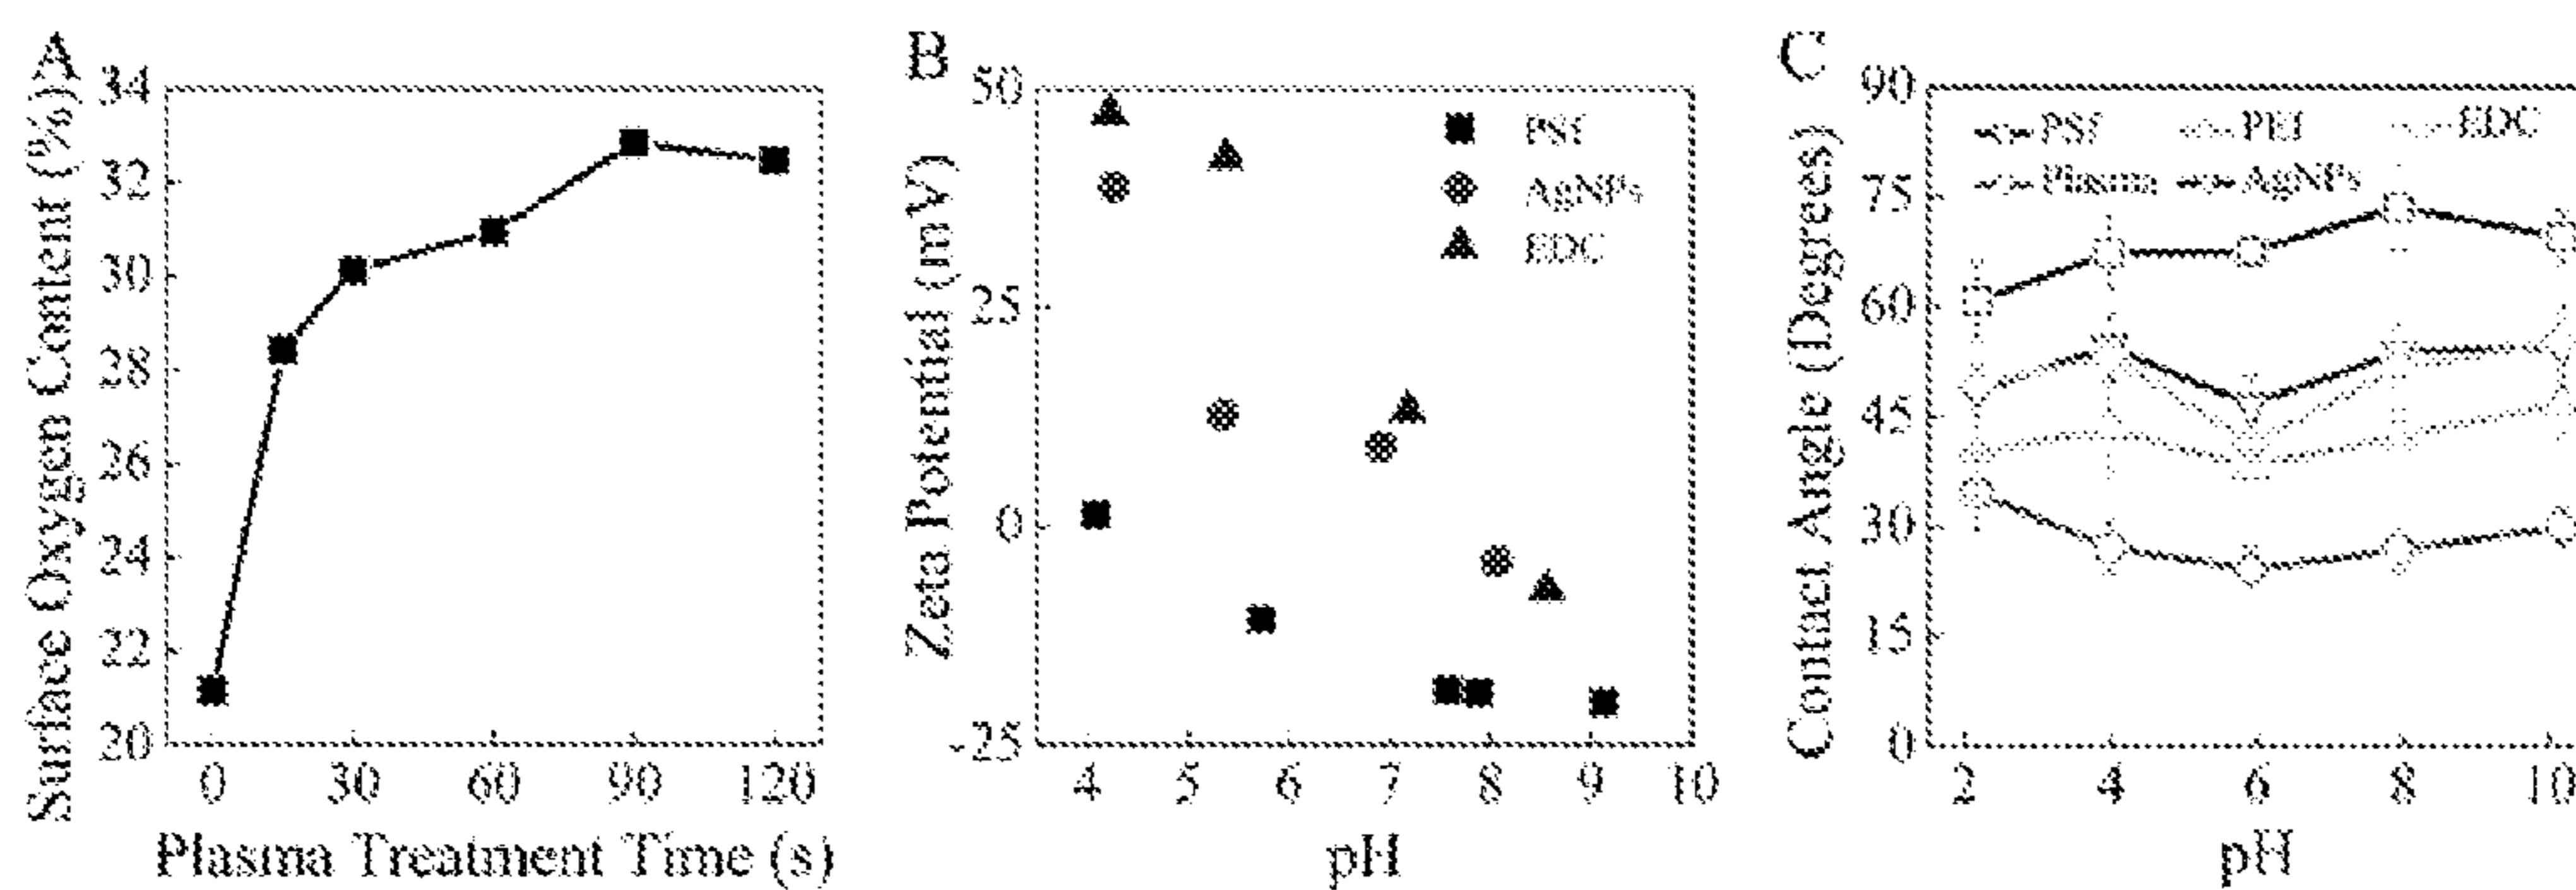 A
34
32
30
28
26
24
22
20
0 30 60 90 120
Surface Oxygen Content (%)
Plasma Treatment Time (s)
B
50
25
0
-25
4 5 6 7 8 9 10
Zeta Potential (mV)
pH
PSf
AgNPs
EDC
C
90
75
60
45
30
15
0
2 4 6 8 10
Contact Angle (Degrees)
pH
PSf PEI EDC
Plasma AgNPs